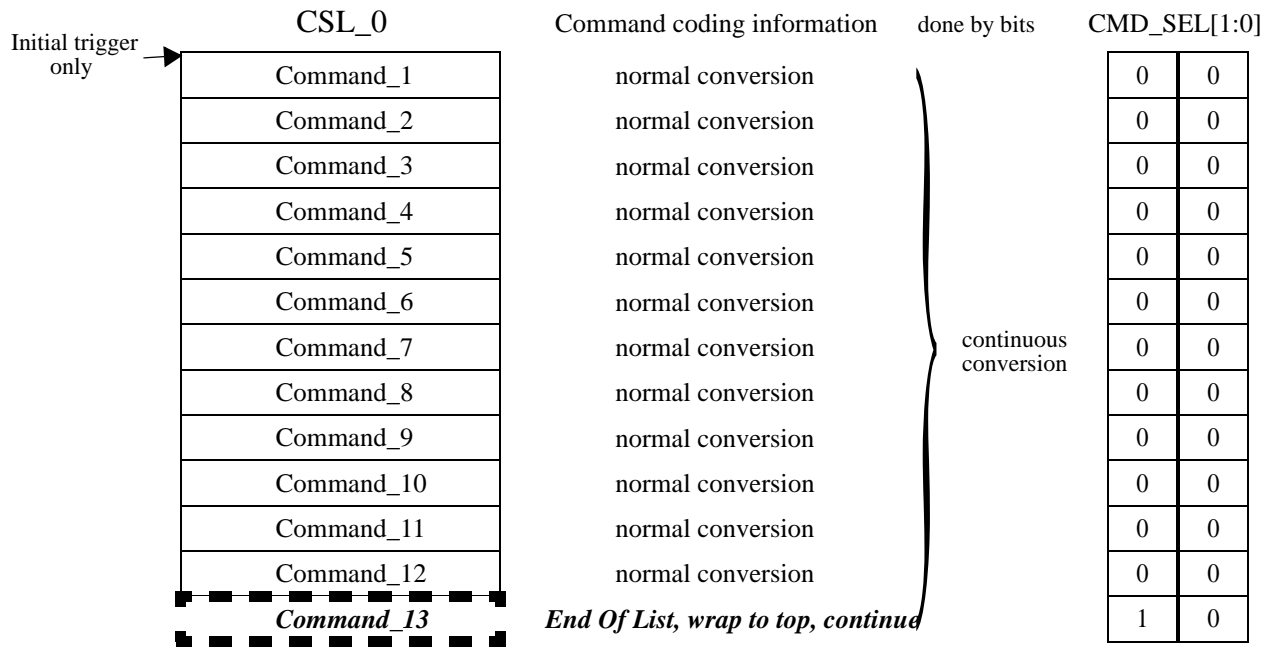 CSL_0 Command coding information done by bits CMD_SEL[1:0]
Initial trigger
only
Command_1 normal conversion 0 0
Command_2 normal conversion 0 0
Command_3 normal conversion 0 0
Command_4 normal conversion 0 0
Command_5 normal conversion 0 0
Command_6 normal conversion 0 0
Command_7 normal conversion 0 0
continuous
conversion
Command_8 normal conversion 0 0
Command_9 normal conversion 0 0
Command_10 normal conversion 0 0
Command_11 normal conversion 0 0
Command_12 normal conversion 0 0
Command_13 End Of List, wrap to top, continue 1 0